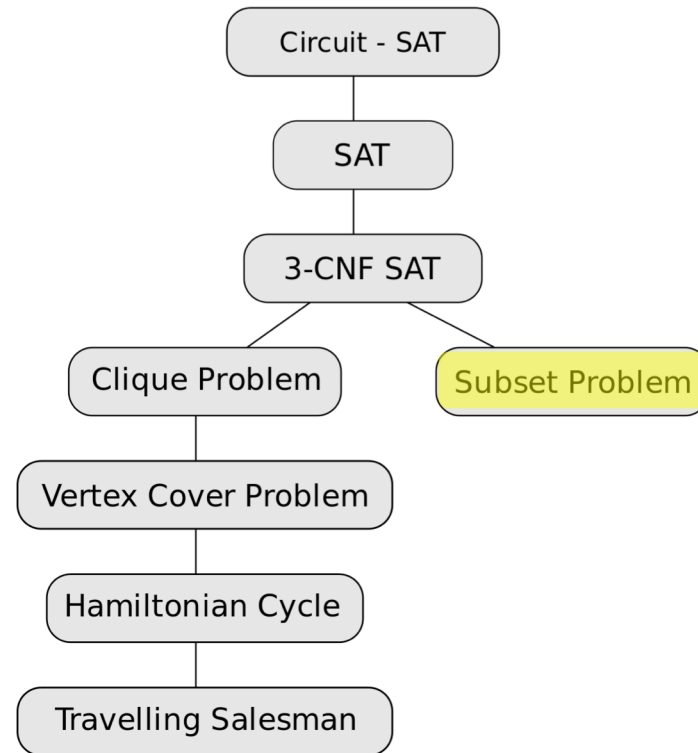 Circuit - SAT
SAT
3-CNF SAT
Clique Problem
Subset Problem
Vertex Cover Problem
Hamiltonian Cycle
Travelling Salesman